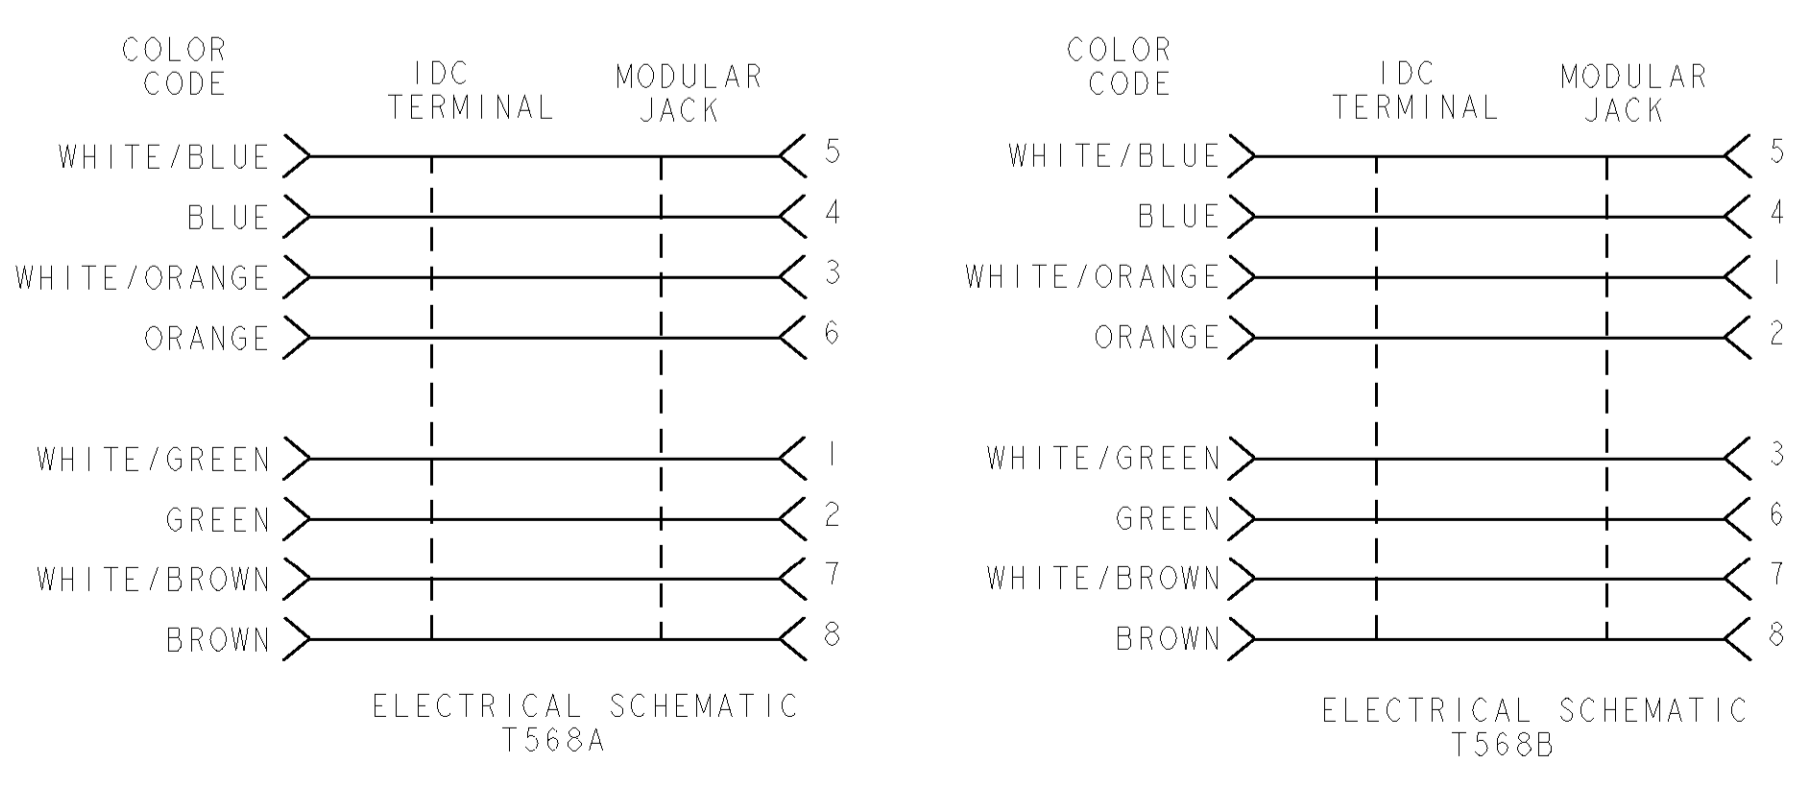 COLOR
CODE
IDC
TERMINAL
MODULAR
JACK
WHITE/BLUE 5
BLUE 4
WHITE/ORANGE 3
ORANGE 6
WHITE/GREEN 1
GREEN 2
WHITE/BROWN 7
BROWN 8
ELECTRICAL SCHEMATIC
T568A
COLOR
CODE
IDC
TERMINAL
MODULAR
JACK
WHITE/BLUE 5
BLUE 4
WHITE/ORANGE 1
ORANGE 2
WHITE/GREEN 3
GREEN 6
WHITE/BROWN 7
BROWN 8
ELECTRICAL SCHEMATIC
T568B